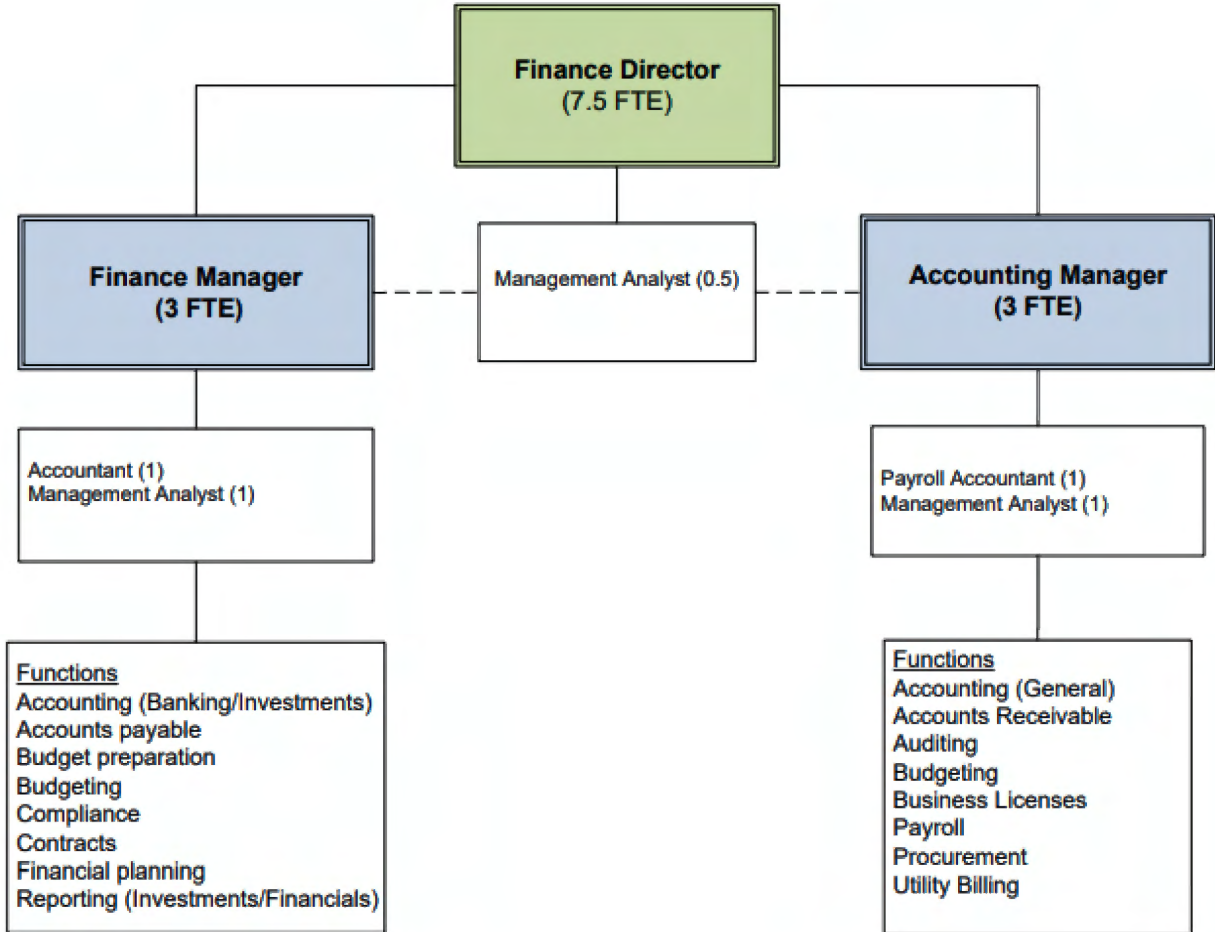 Finance Director
(7.5 FTE)
Finance Manager
(3 FTE)
Management Analyst (0.5)
Accounting Manager
(3 FTE)
Accountant (1)
Management Analyst (1)
Payroll Accountant (1)
Management Analyst (1)
Functions
Accounting (Banking/Investments)
Accounts payable
Budget preparation
Budgeting
Compliance
Contracts
Financial planning
Reporting (Investments/Financials)
Functions
Accounting (General)
Accounts Receivable
Auditing
Budgeting
Business Licenses
Payroll
Procurement
Utility Billing